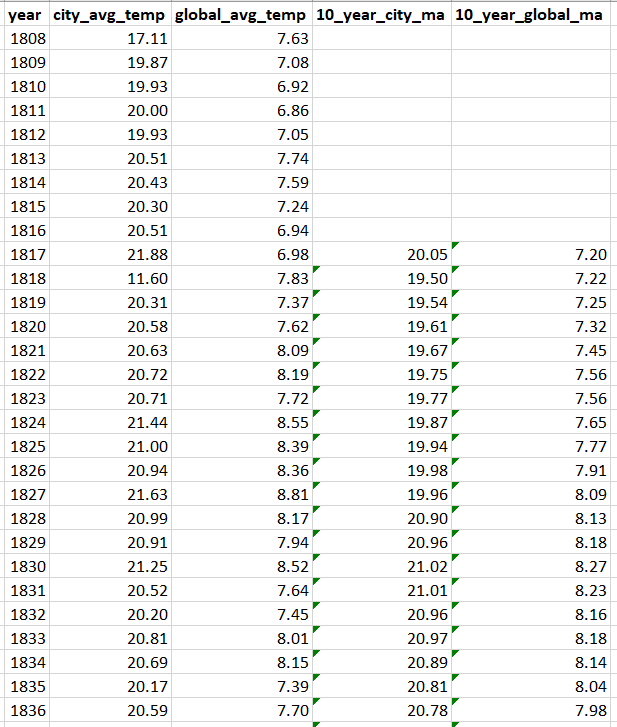 year city_avg_temp global_avg_temp 10_year_city_ma 10_year_global_ma
1808 17.11 7.63
1809 19.87 7.08
1810 19.93 6.92
1811 20.00 6.86
1812 19.93 7.05
1813 20.51 7.74
1814 20.43 7.59
1815 20.30 7.24
1816 20.51 6.94
1817 21.88 6.98 20.05 7.20
1818 11.60 7.83 19.50 7.22
1819 20.31 7.37 19.54 7.25
1820 20.58 7.62 19.61 7.32
1821 20.63 8.09 19.67 7.45
1822 20.72 8.19 19.75 7.56
1823 20.71 7.72 19.77 7.56
1824 21.44 8.55 19.87 7.65
1825 21.00 8.39 19.94 7.77
1826 20.94 8.36 19.98 7.91
1827 21.63 8.81 19.96 8.09
1828 20.99 8.17 20.90 8.13
1829 20.91 7.94 20.96 8.18
1830 21.25 8.52 21.02 8.27
1831 20.52 7.64 21.01 8.23
1832 20.20 7.45 20.96 8.16
1833 20.81 8.01 20.97 8.18
1834 20.69 8.15 20.89 8.14
1835 20.17 7.39 20.81 8.04
1836 20.59 7.70 20.78 7.98